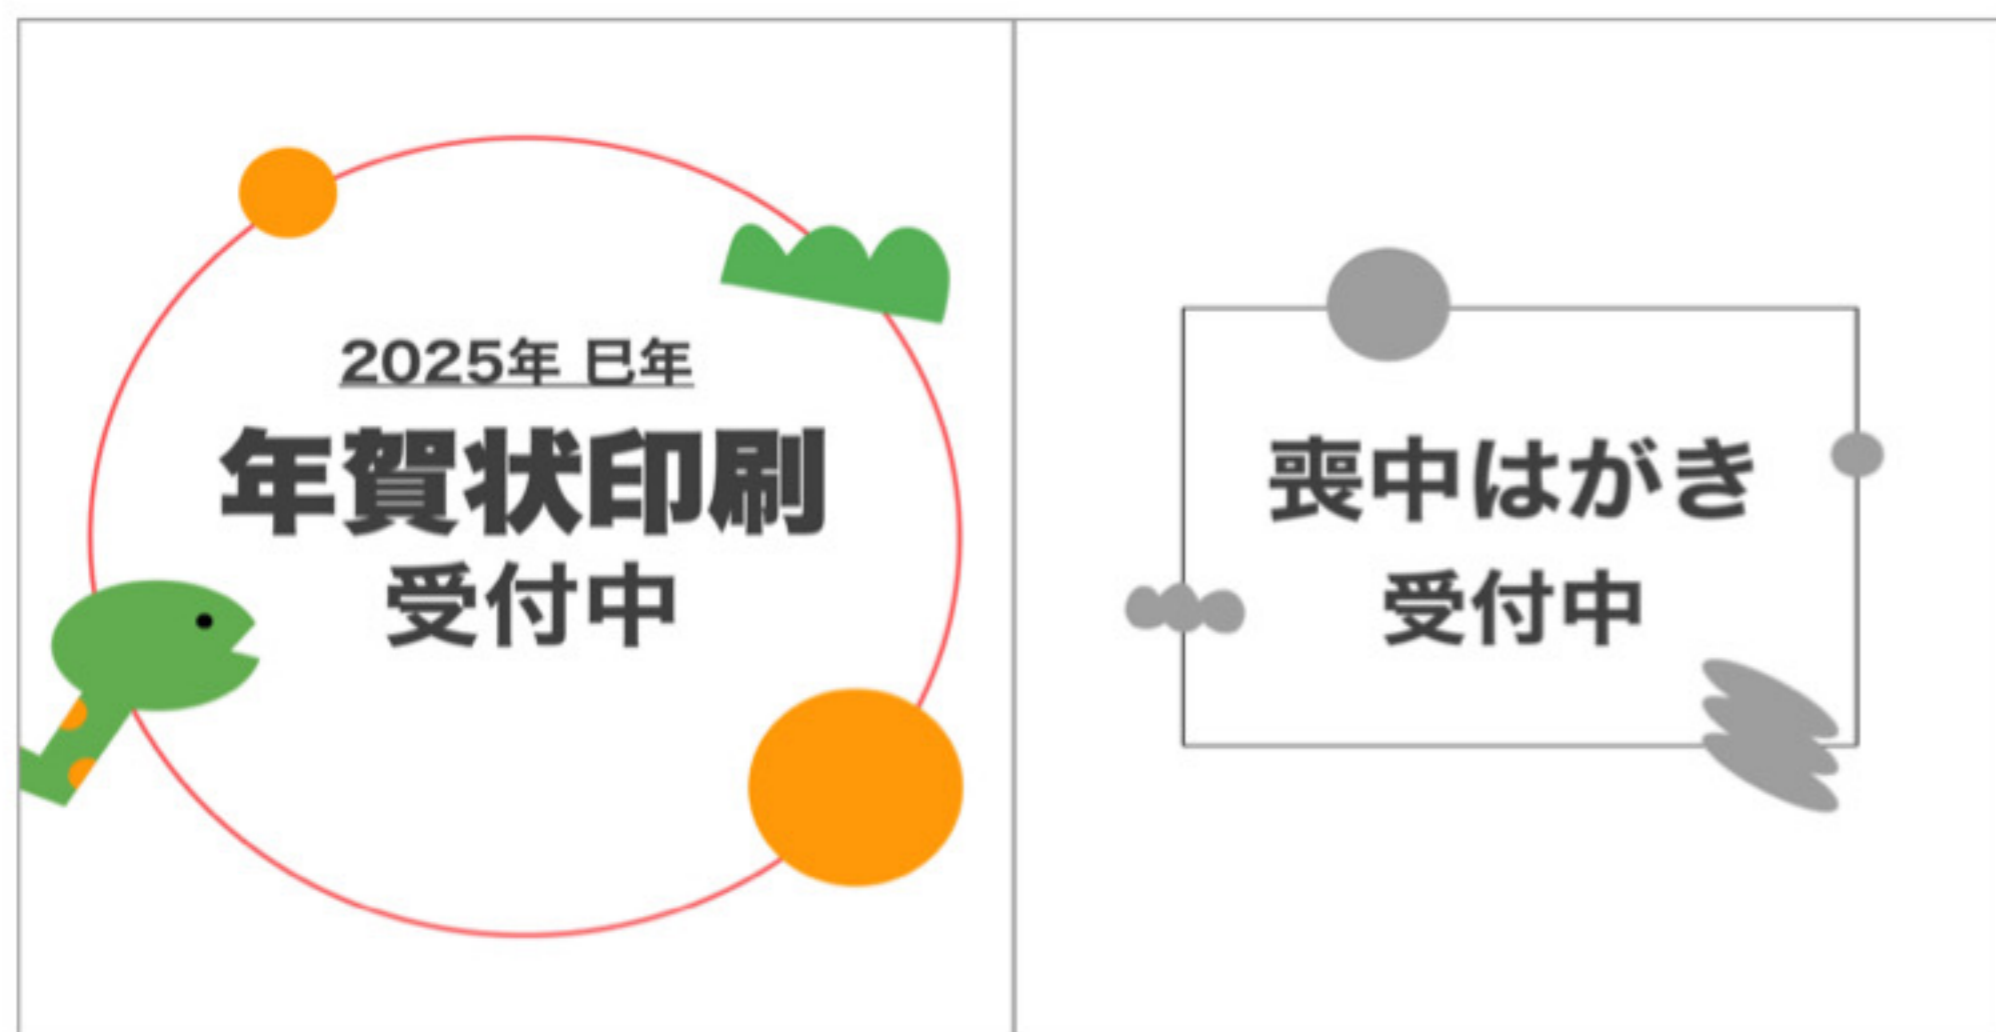 2025年 巳年
年賀状印刷
受付中
喪中はがき
受付中